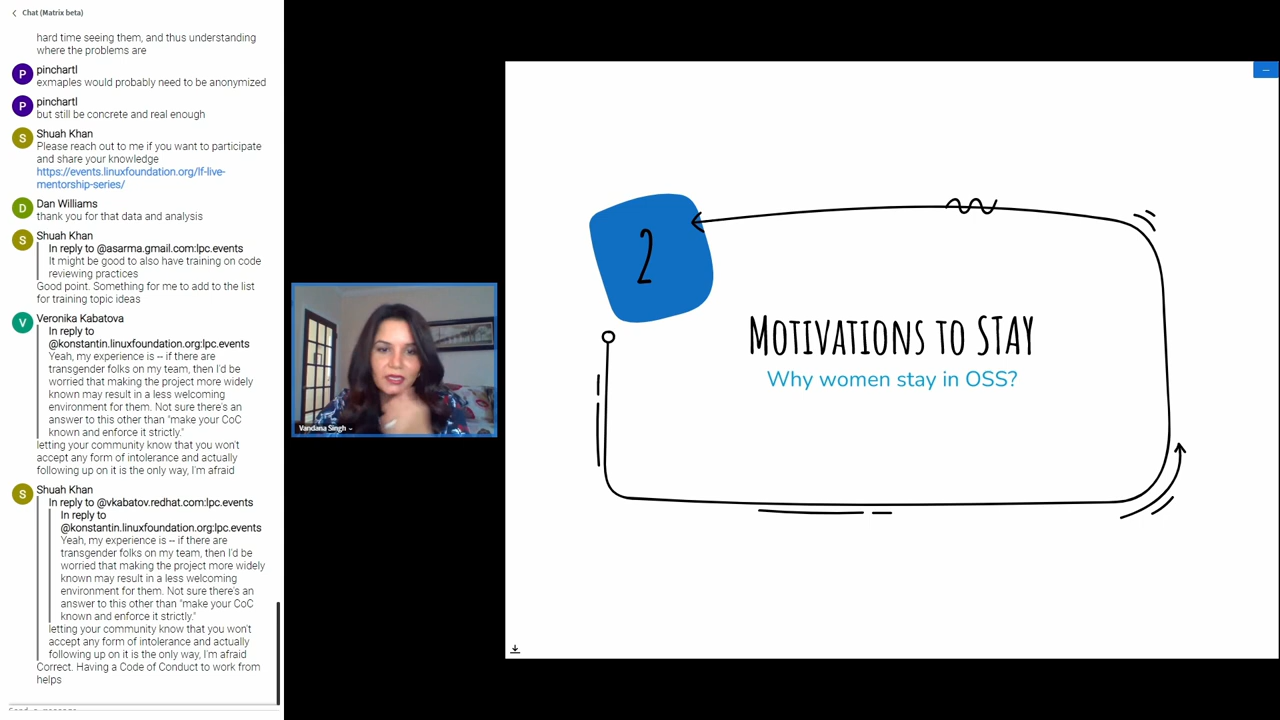 Chat (Matrix beta)
hard time seeing them, and thus understanding
where the problems are
P
pinchartl
exmaples would probably need to be anonymized
P
pinchartl
but still be concrete and real enough
S
Shuah Khan
Please reach out to me if you want to participate
and share your knowledge
https://events.linuxfoundation.org/lf-live-
mentorship-series/
D
Dan Williams
thank you for that data and analysis
S
Shuah Khan
In reply to @asarma.gmail.com:lpc.events
It might be good to also have training on code
reviewing practices
Good point. Something for me to add to the list
for training topic ideas
V
Veronika Kabatova
In reply to
@konstantin.linuxfoundation.org:lpc.events
Yeah, my experience is -- if there are
transgender folks on my team, then I'd be
worried that making the project more widely
known may result in a less welcoming
environment for them. Not sure there's an
answer to this other than "make your CoC
known and enforce it strictly."
letting your community know that you won't
accept any form of intolerance and actually
following up on it is the only way, I'm afraid
S
Shuah Khan
In reply to @vkabatov.redhat.com:lpc.events
In reply to
@konstantin.linuxfoundation.org:lpc.events
Yeah, my experience is -- if there are
transgender folks on my team, then I'd be
worried that making the project more widely
known may result in a less welcoming
environment for them. Not sure there's an
answer to this other than "make your CoC
known and enforce it strictly."
letting your community know that you won't
accept any form of intolerance and actually
following up on it is the only way, I'm afraid
Correct. Having a Code of Conduct to work from
helps
Vandana Singh
2
MOTIVATIONS TO STAY
Why women stay in OSS?